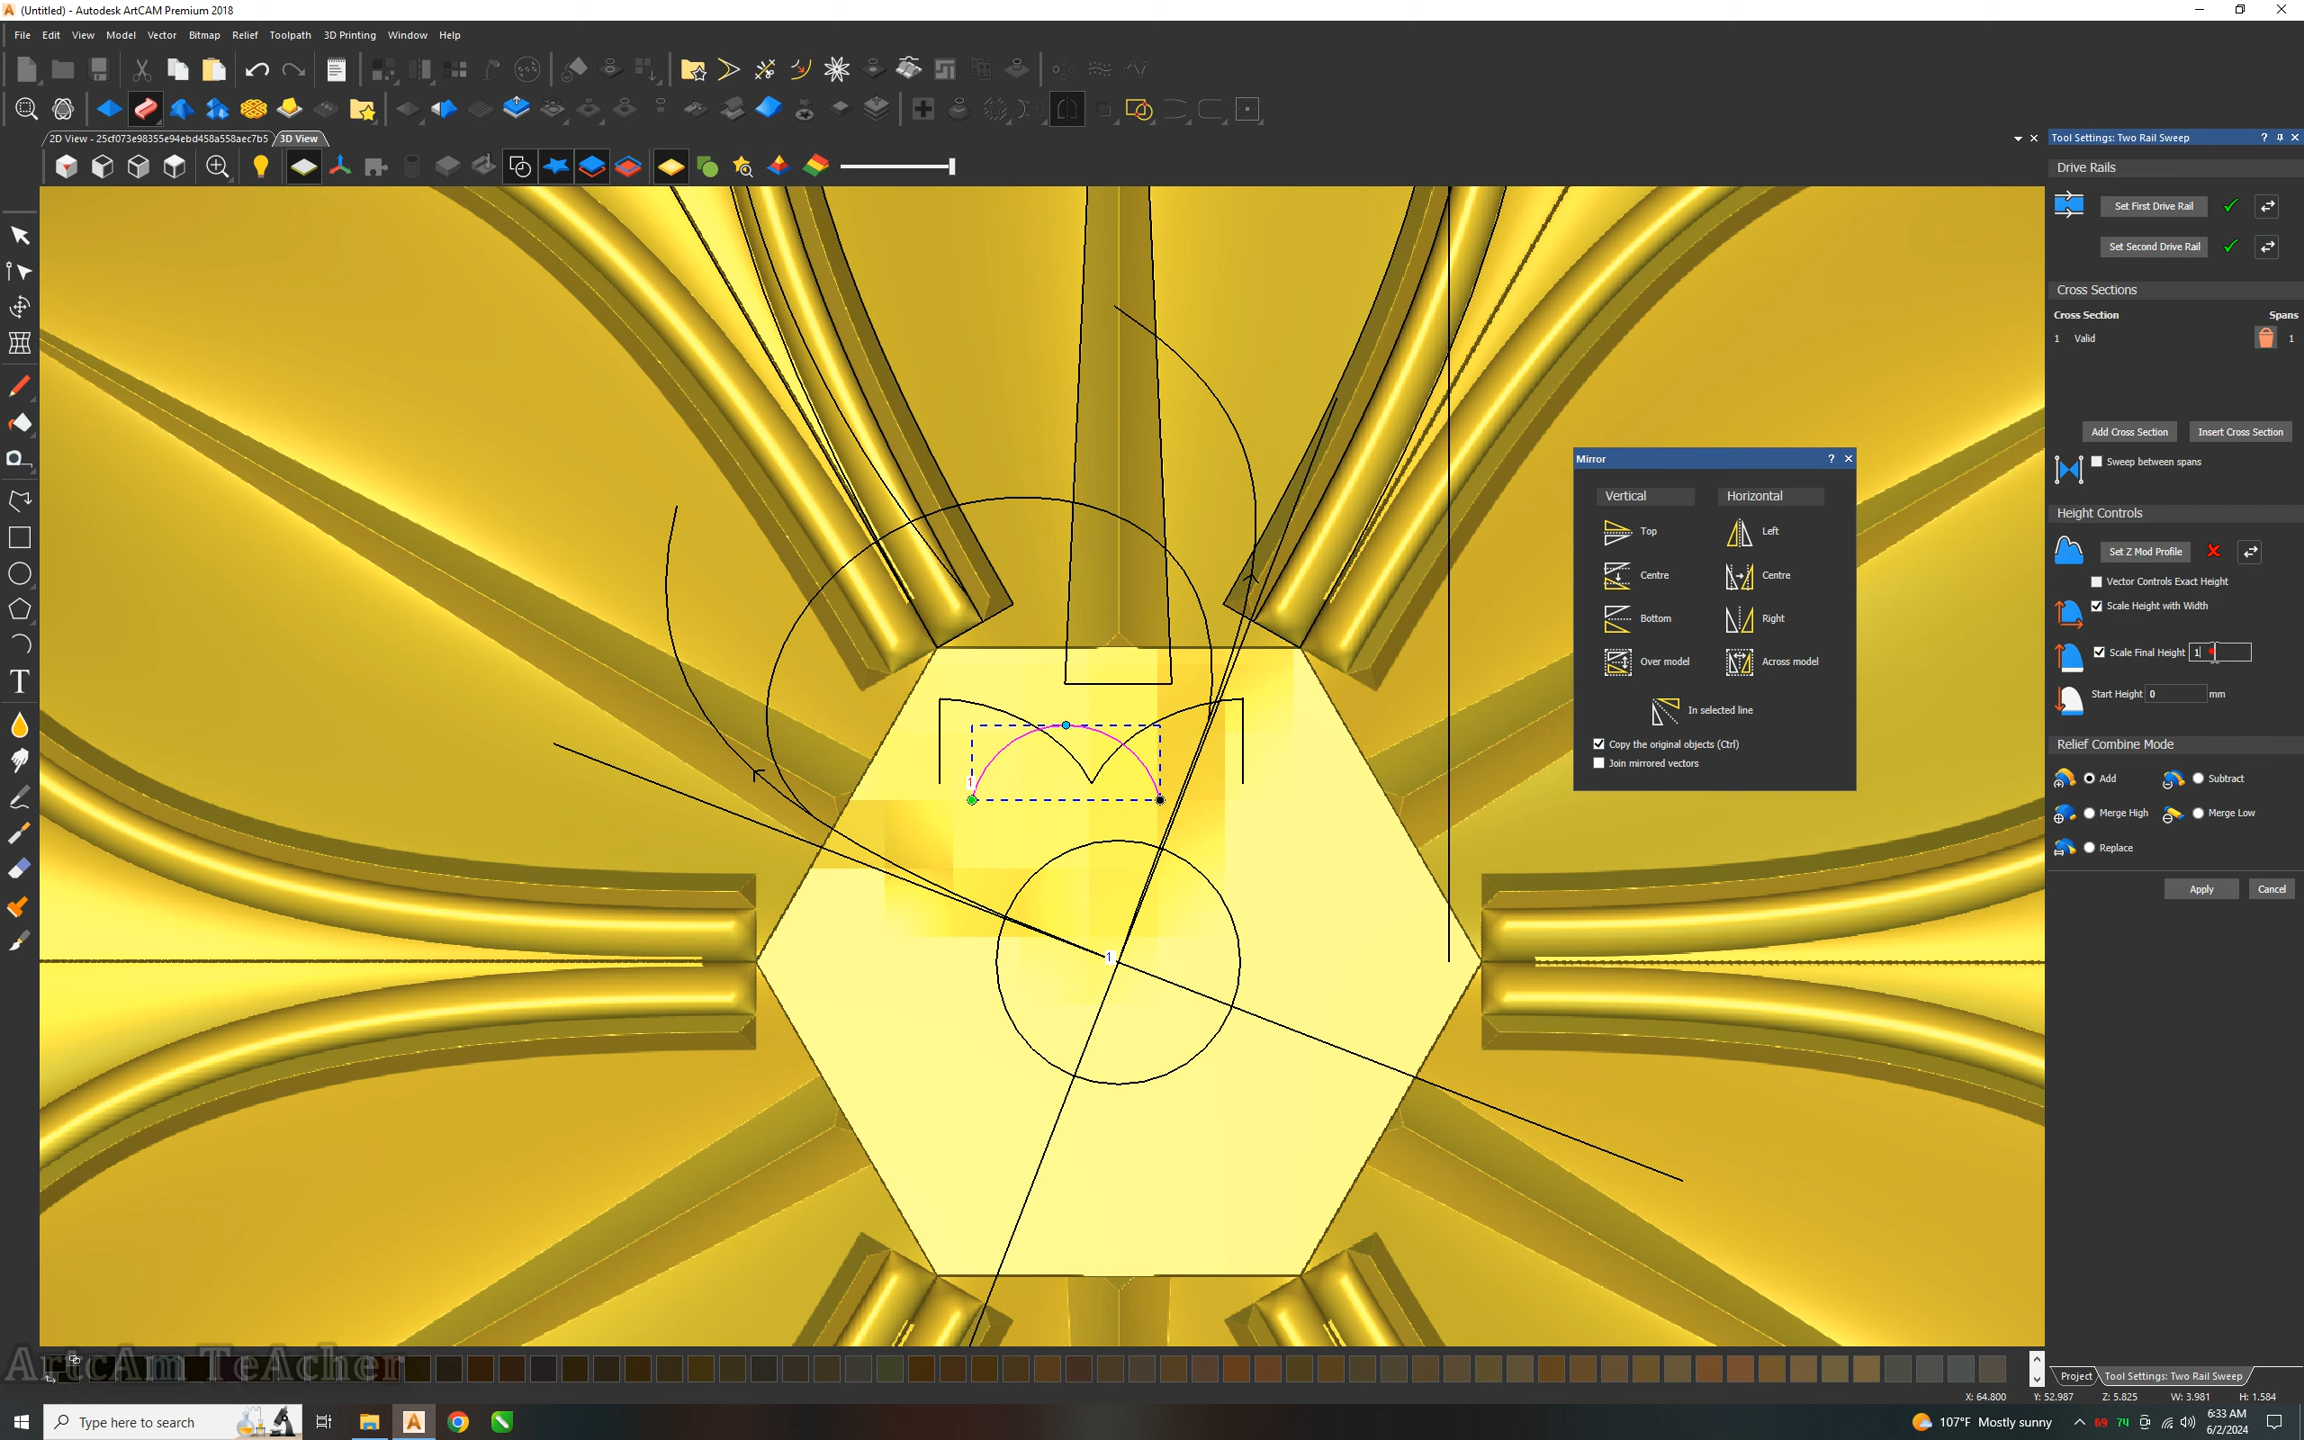 (Untitled) - Autodesk ArtCAM Premium 2018
File Edit View Model Vector Bitmap Relief Toolpath 3D Printing Window Help
2D View - 25cf073e98355e94ebd458a558aec7b5 3D View
Tool Settings: Two Rail Sweep
Drive Rails
Set First Drive Rail
Set Second Drive Rail
Cross Sections
Cross Section Spans
1 Valid 1
Add Cross Section Insert Cross Section
Sweep between spans
Height Controls
Set Z Mod Profile
Vector Controls Exact Height
Scale Height with Width
Scale Final Height 1
Start Height 0 mm
Relief Combine Mode
Add Subtract
Merge High Merge Low
Replace
Apply Cancel
Mirror
Vertical Horizontal
Top Left
Centre Centre
Bottom Right
Over model Across model
In selected line
Copy the original objects (Ctrl)
Join mirrored vectors
1
1
ArtcAm TeAcher
Project Tool Settings: Two Rail Sweep
X: 64.800 Y: 52.987 Z: 5.825 W: 3.981 H: 1.584
Type here to search
107°F Mostly sunny 69 74
6:33 AM
6/2/2024